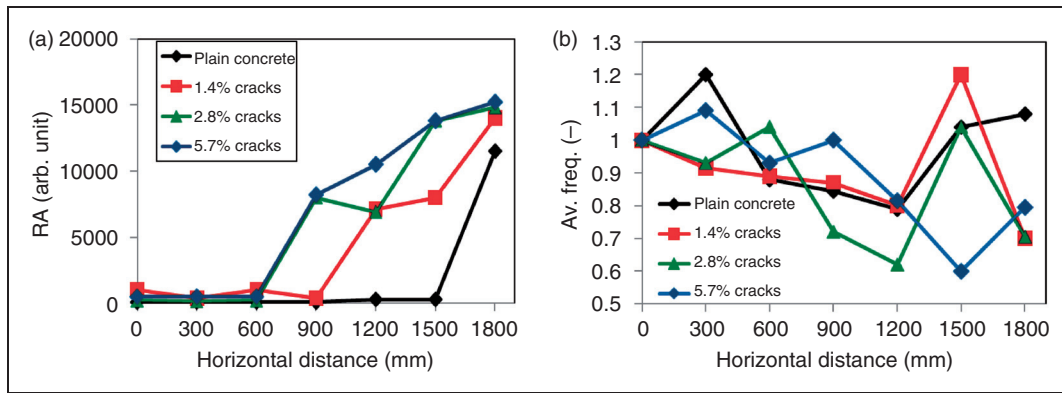 (a)
20000
15000
10000
5000
0
RA (arb. unit)
Plain concrete
1.4% cracks
2.8% cracks
5.7% cracks
0 300 600 900 1200 1500 1800
Horizontal distance (mm)
(b)
1.3
1.2
1.1
1
0.9
0.8
0.7
0.6
0.5
Av. freq. (–)
Plain concrete
1.4% cracks
2.8% cracks
5.7% cracks
0 300 600 900 1200 1500 1800
Horizontal distance (mm)